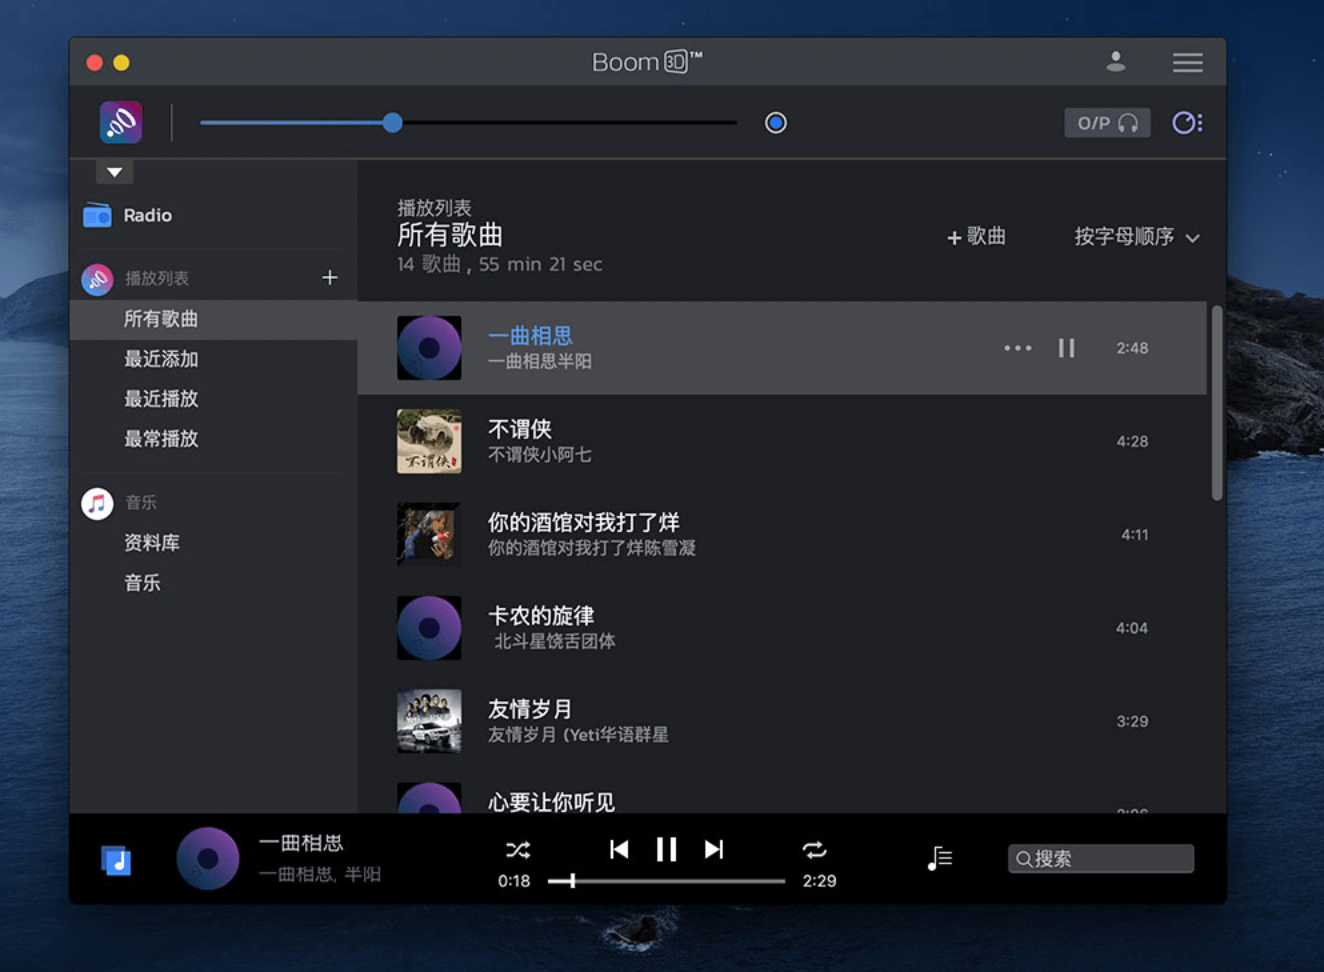 Boom 3D™
O/P
Radio
播放列表
所有歌曲
最近添加
最近播放
最常播放
音乐
资料库
音乐
播放列表
所有歌曲
14 歌曲 , 55 min 21 sec
+ 歌曲
按字母顺序
一曲相思
一曲相思半阳
2:48
不谓侠
不谓侠小阿七
4:28
不谓侠
你的酒馆对我打了烊
你的酒馆对我打了烊陈雪凝
4:11
卡农的旋律
北斗星饶舌团体
4:04
友情岁月
友情岁月 (Yeti华语群星
3:29
Yeti
心要让你听见
一曲相思
一曲相思, 半阳
0:18
2:29
搜索